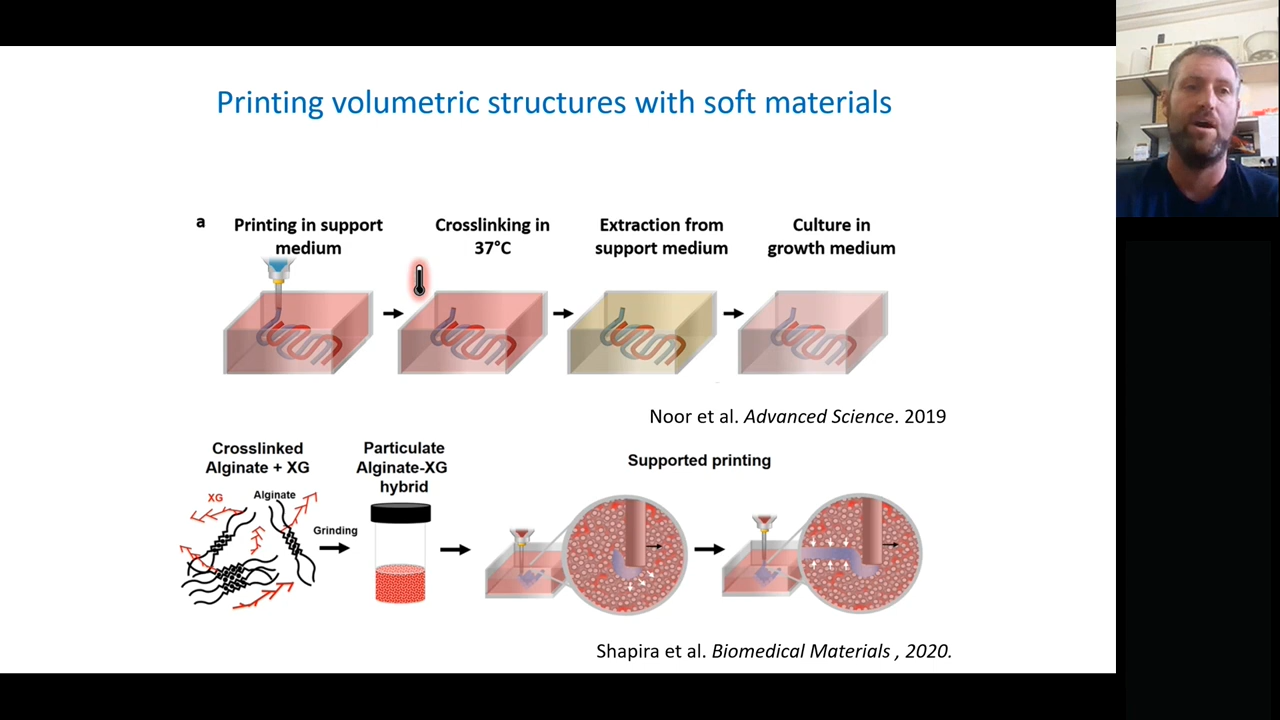 Printing volumetric structures with soft materials
a
Printing in support
medium
Crosslinking in
37°C
Extraction from
support medium
Culture in
growth medium
Noor et al. Advanced Science. 2019
Crosslinked
Alginate + XG
XG
Alginate
Grinding
Particulate
Alginate-XG
hybrid
Supported printing
Shapira et al. Biomedical Materials , 2020.